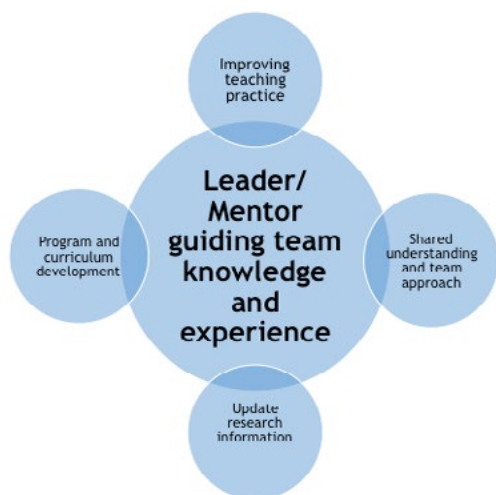 Improving
teaching
practice
Leader/
Mentor
guiding team
knowledge
and
experience
Program and
curriculum
development
Shared
understanding
and team
approach
Update
research
information